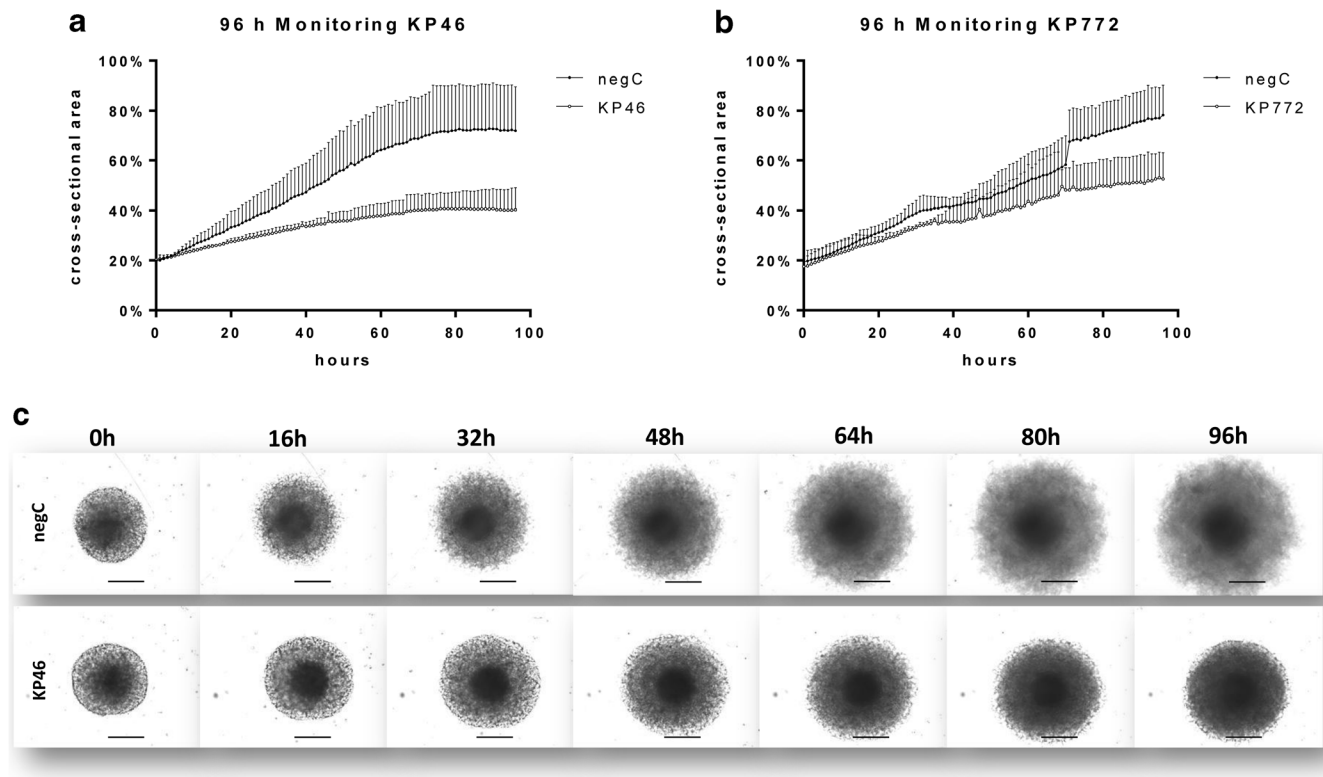 a
96 h Monitoring KP46
cross-sectional area
100%
80%
60%
40%
20%
0%
0 20 40 60 80 100
hours
negC
KP46
b
96 h Monitoring KP772
cross-sectional area
100%
80%
60%
40%
20%
0%
0 20 40 60 80 100
hours
negC
KP772
c
0h 16h 32h 48h 64h 80h 96h
negC
KP46